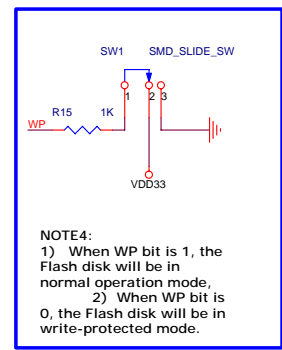 SW1 SMD_SLIDE_SW
R15 1K
1 2 3
WP
VDD33
NOTE4:
1) When WP bit is 1, the
Flash disk will be in
normal operation mode,
2) When WP bit is
0, the Flash disk will be in
write-protected mode.